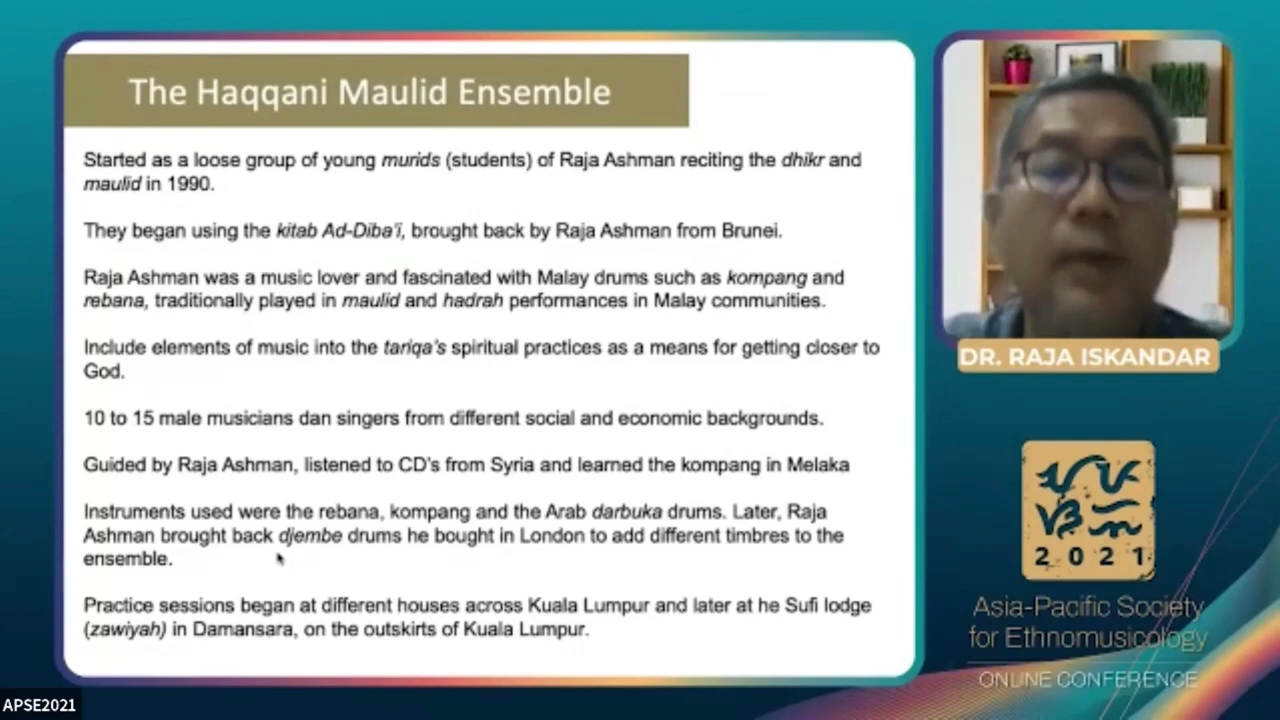 The Haqqani Maulid Ensemble
Started as a loose group of young murids (students) of Raja Ashman reciting the dhikr and
maulid in 1990.
They began using the kitab Ad-Diba'ī, brought back by Raja Ashman from Brunei.
Raja Ashman was a music lover and fascinated with Malay drums such as kompang and
rebana, traditionally played in maulid and hadrah performances in Malay communities.
Include elements of music into the tariqa's spiritual practices as a means for getting closer to
God.
10 to 15 male musicians dan singers from different social and economic backgrounds.
Guided by Raja Ashman, listened to CD's from Syria and learned the kompang in Melaka
Instruments used were the rebana, kompang and the Arab darbuka drums. Later, Raja
Ashman brought back djembe drums he bought in London to add different timbres to the
ensemble.
Practice sessions began at different houses across Kuala Lumpur and later at he Sufi lodge
(zawiyah) in Damansara, on the outskirts of Kuala Lumpur.
DR. RAJA ISKANDAR
2021
Asia-Pacific Society
for Ethnomusicology
ONLINE CONFERENCE
APSE2021